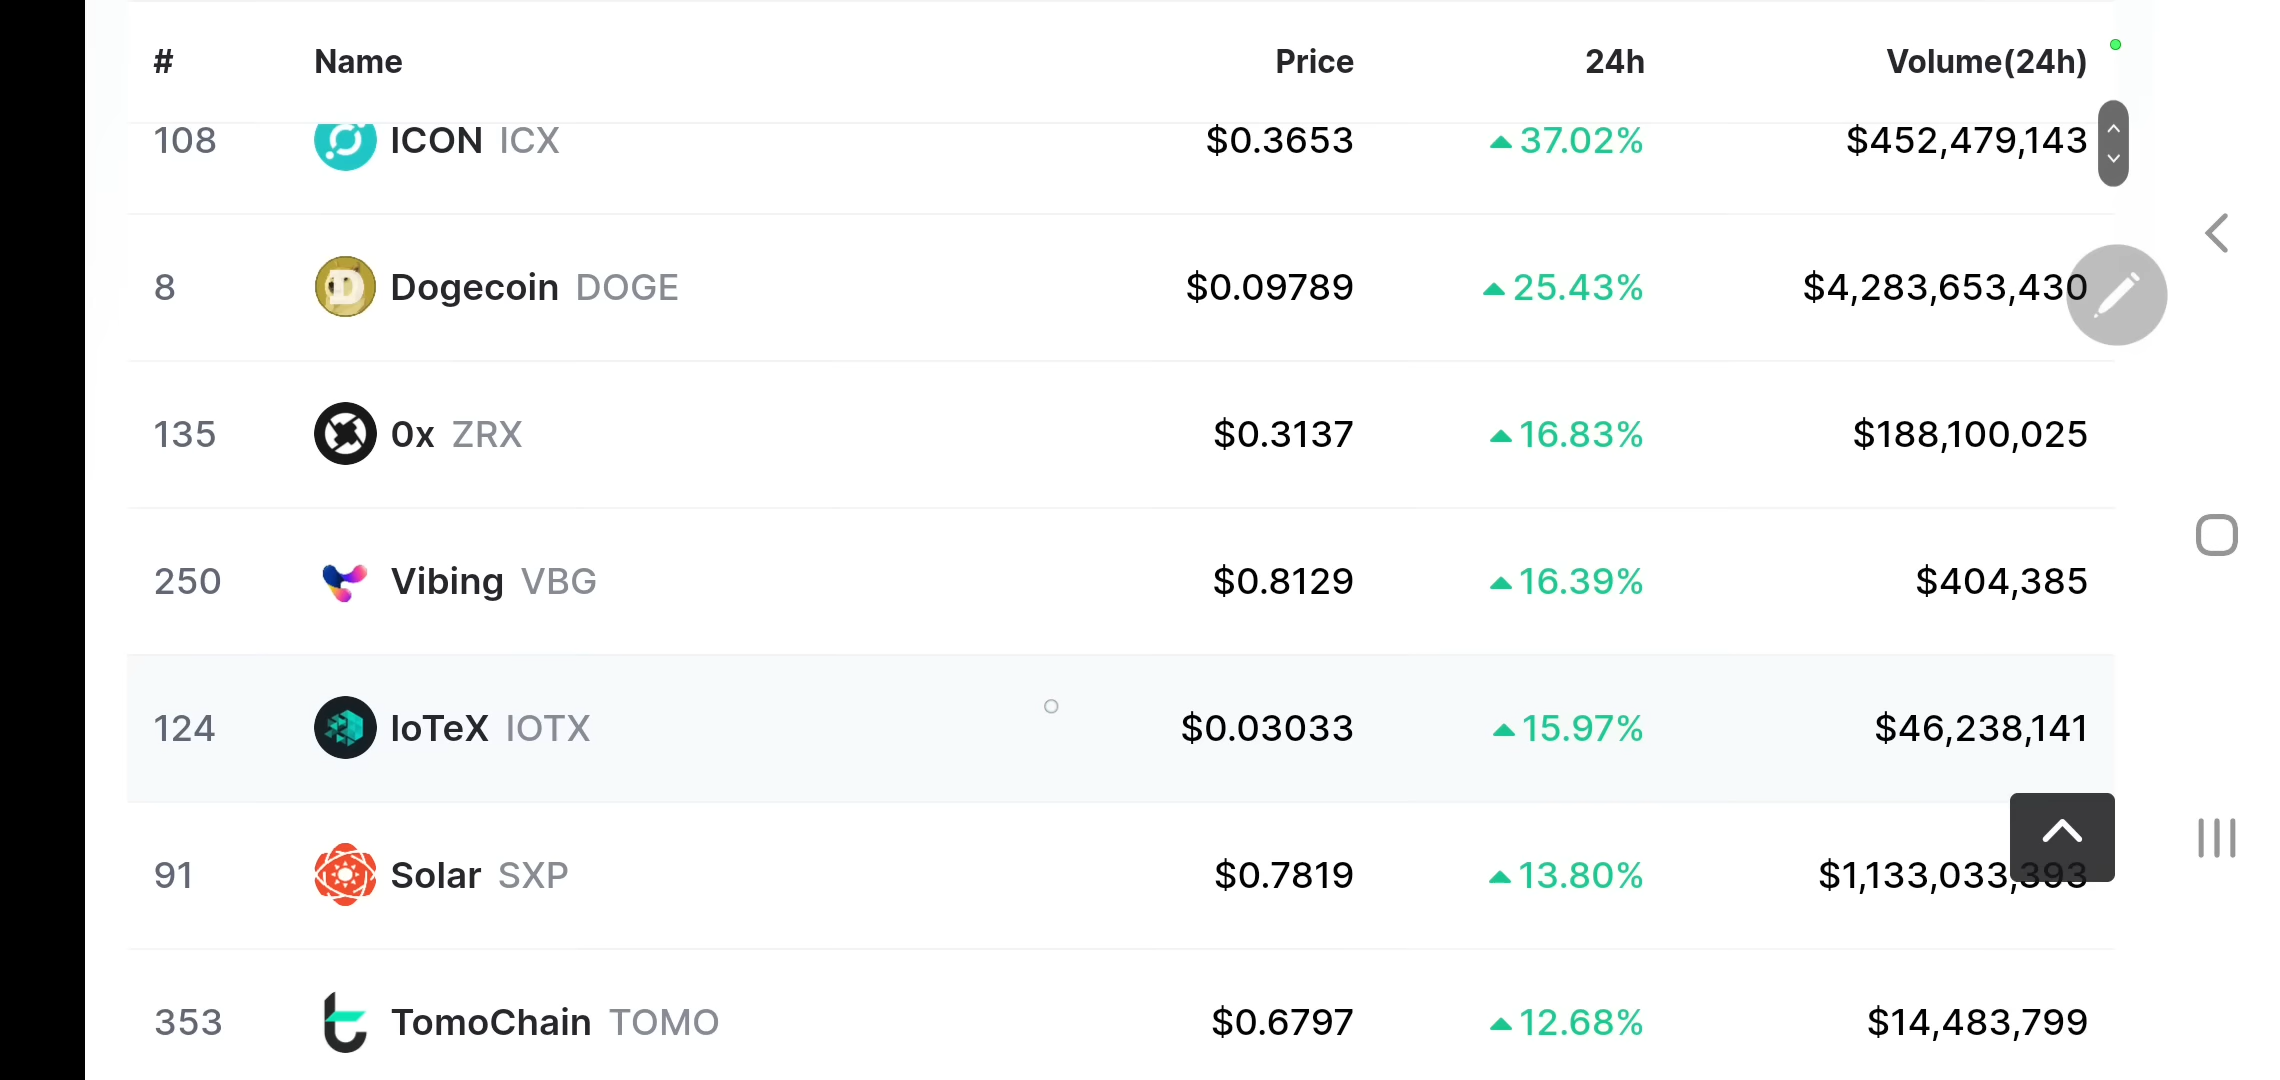 # Name Price 24h Volume(24h)
108 ICON ICX $0.3653 37.02% $452,479,143
8 Dogecoin DOGE $0.09789 25.43% $4,283,653,430
135 0x ZRX $0.3137 16.83% $188,100,025
250 Vibing VBG $0.8129 16.39% $404,385
124 IoTeX IOTX $0.03033 15.97% $46,238,141
91 Solar SXP $0.7819 13.80% $1,133,033,393
353 TomoChain TOMO $0.6797 12.68% $14,483,799